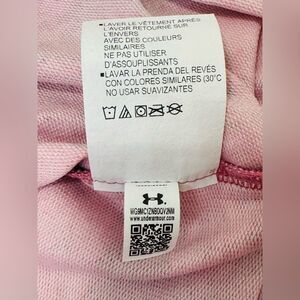 ▪LAVER LE VÊTEMENT APRÈS
L'AVOIR RETOURNÉ SUR
L'ENVERS
AVEC DES COULEURS
SIMILAIRES
NE PAS UTILISER
D'ASSOUPLISSANTS
▪LAVAR LA PRENDA DEL REVÉS
CON COLORES SIMILARES (30°C
NO USAR SUAVIZANTES
www.underarmour.com